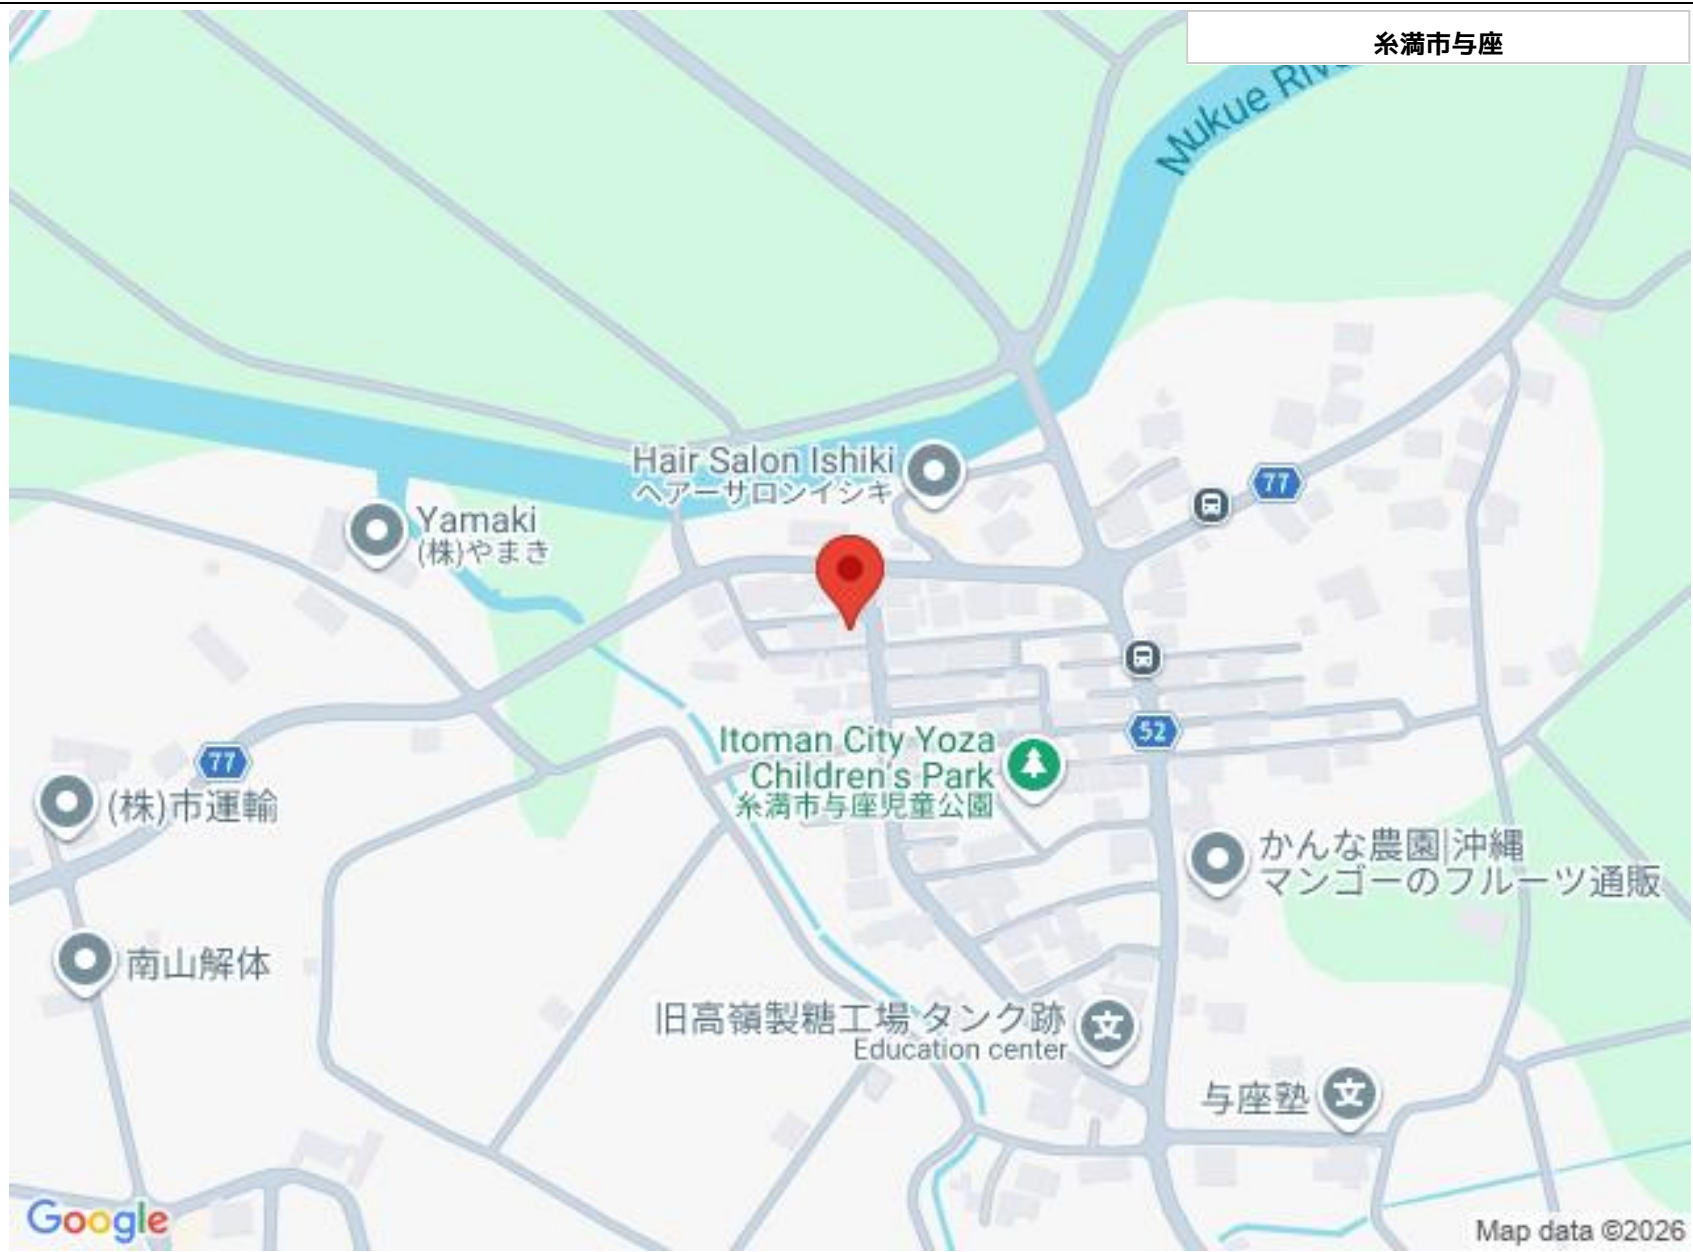 糸満市与座
Mukue Rive
Hair Salon Ishiki
ヘアーサロンイシキ
77
Yamaki
(株)やまき
Itoman City Yoza
Children's Park
糸満市与座児童公園
52
77
(株)市運輸
かんな農園|沖縄
マンゴーのフルーツ通販
南山解体
旧高嶺製糖工場 タンク跡
Education center
与座塾
Google
Map data ©2026